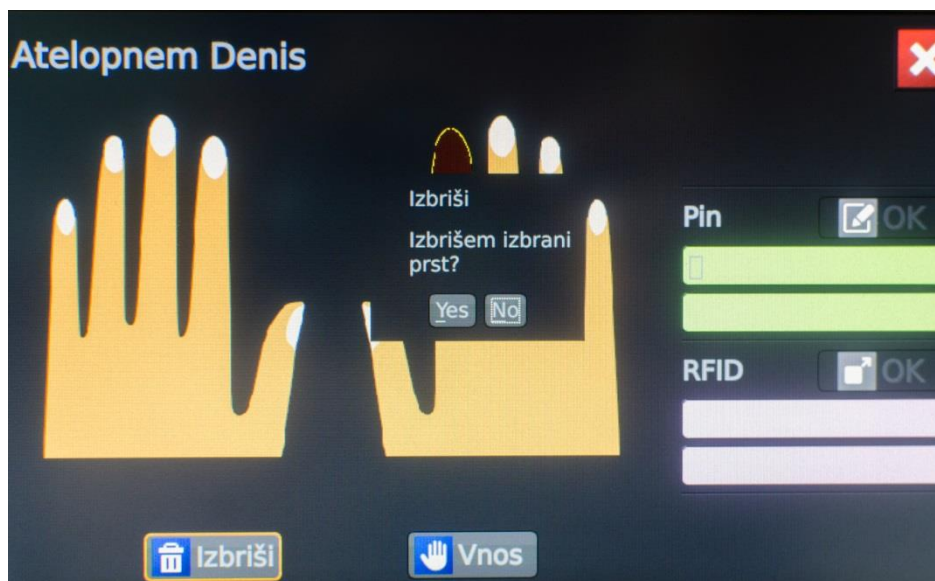 Atelopnem Denis
Izbriši
Izbrišem izbrani
prst?
Yes No
Pin
OK
RFID
OK
Izbriši
Vnos